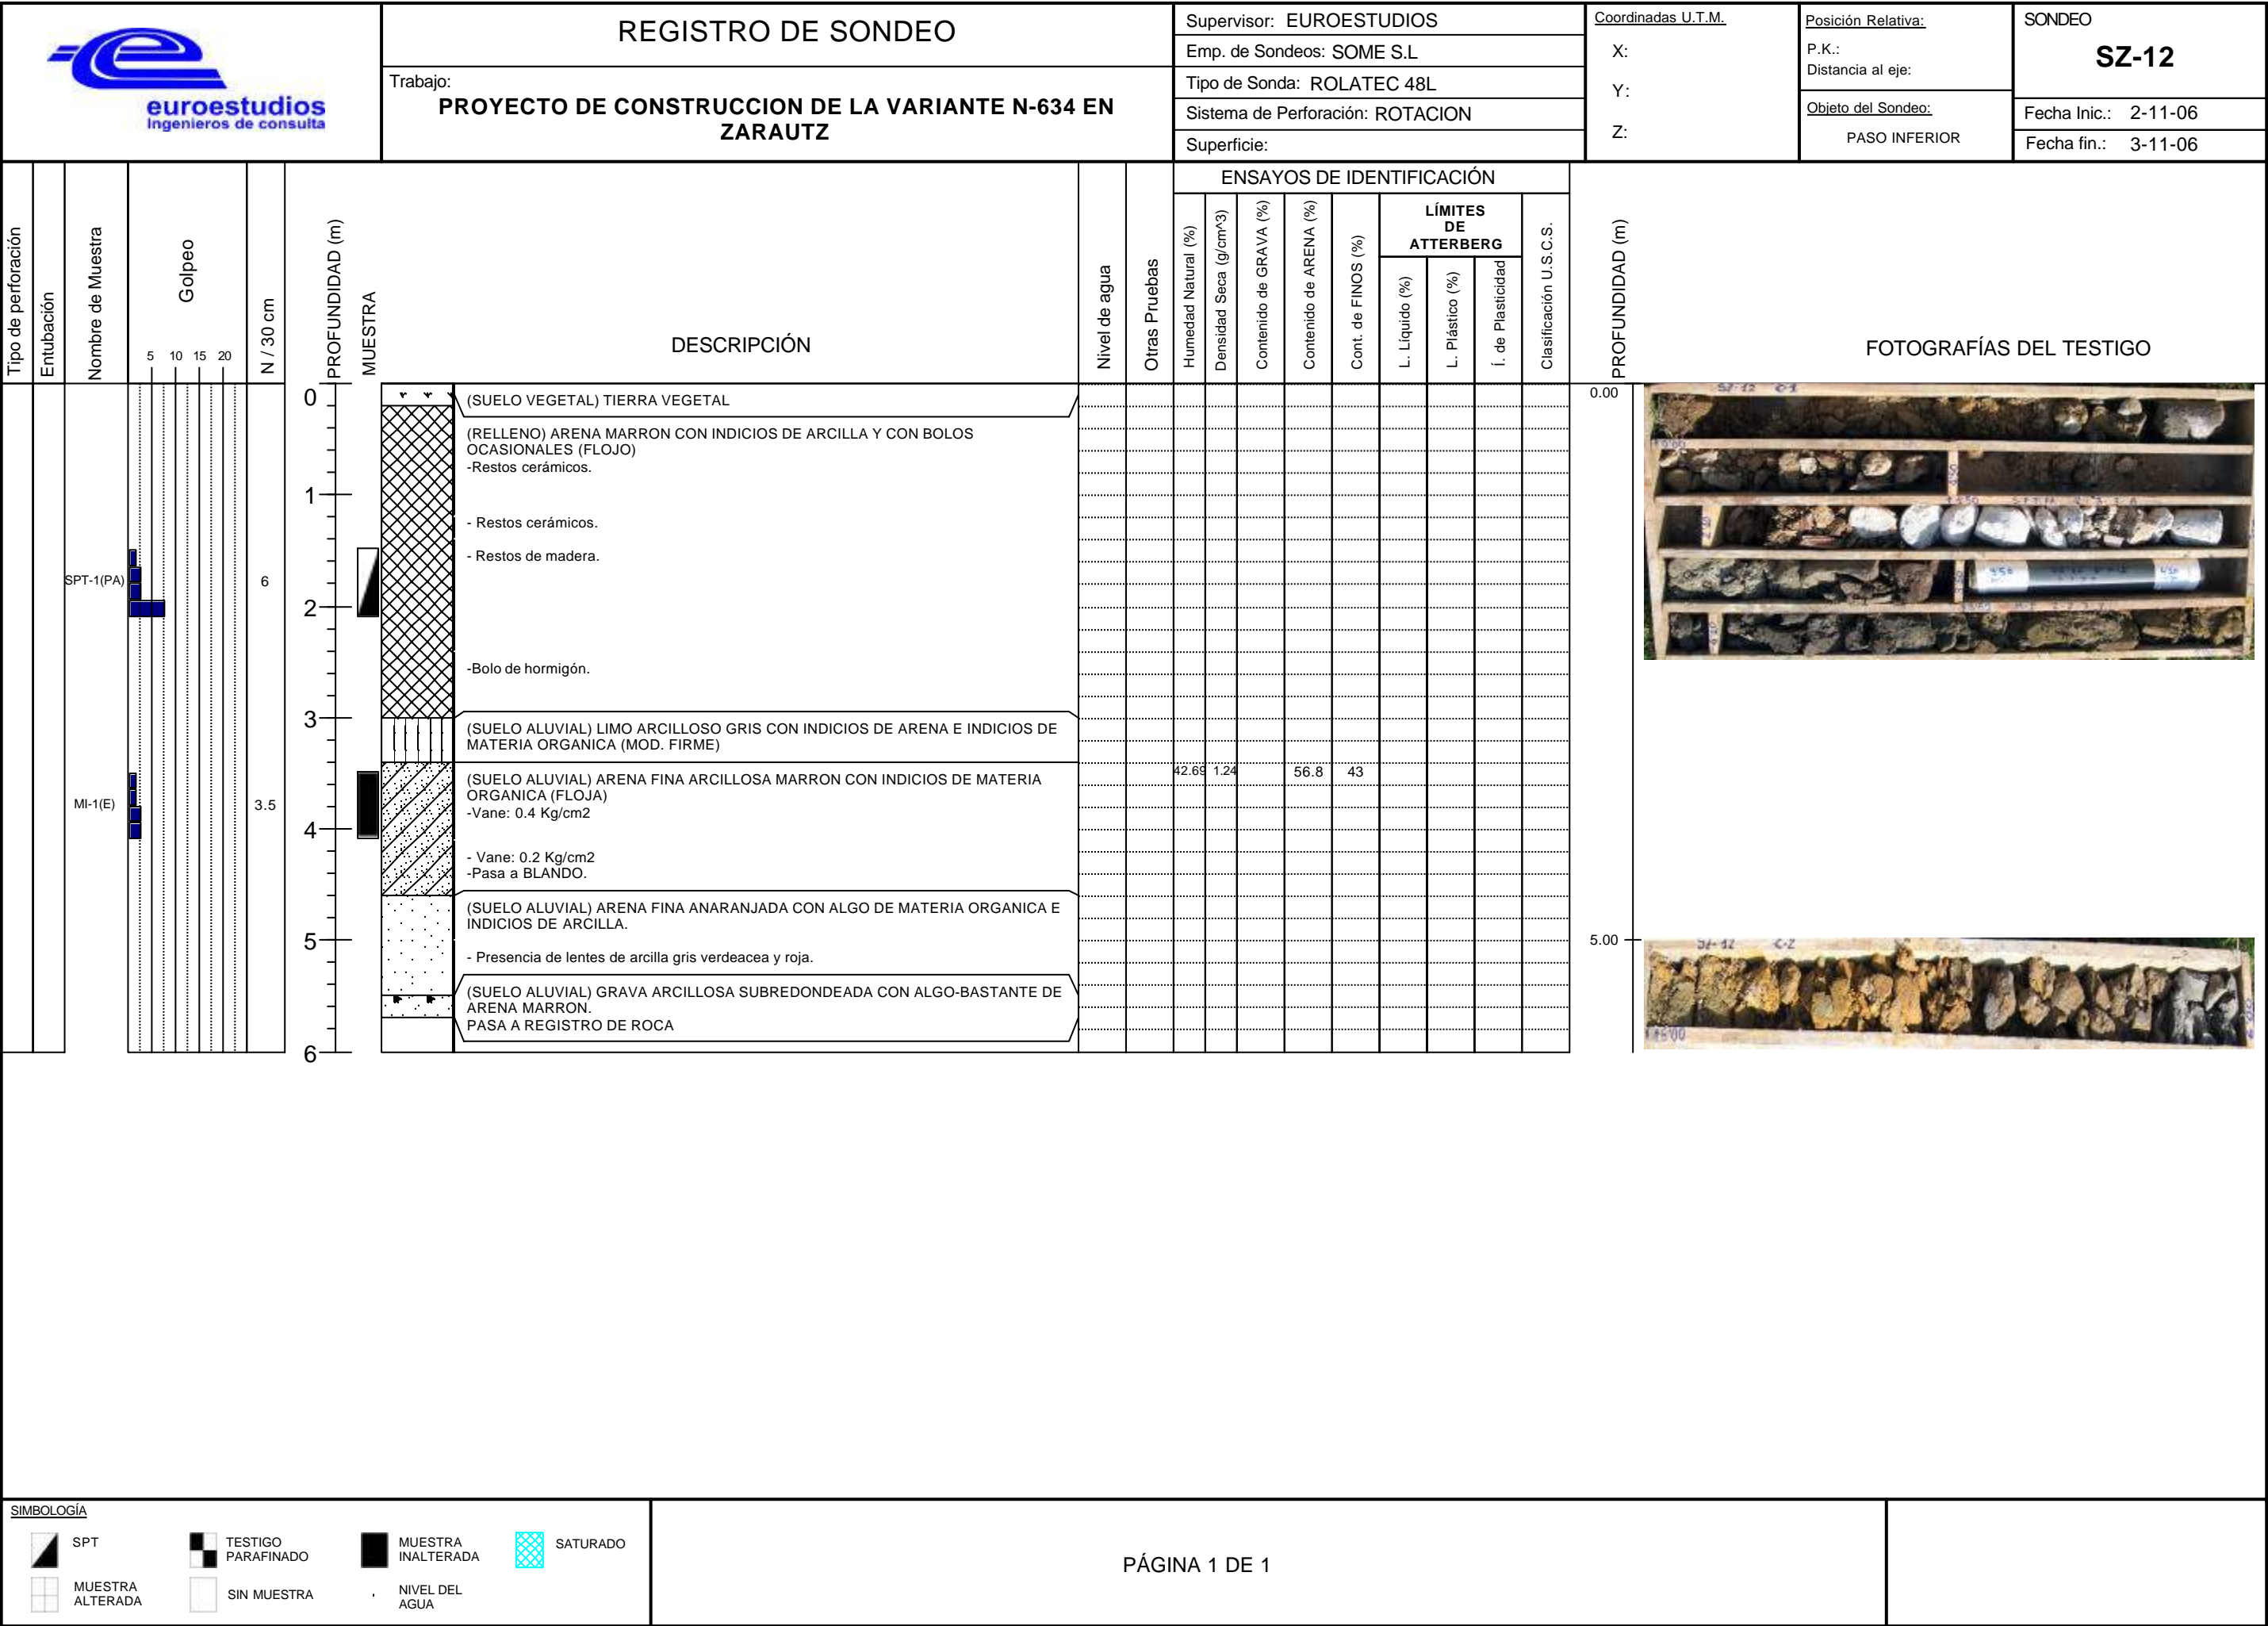 euroestudios
Ingenieros de consulta
REGISTRO DE SONDEO
Trabajo:
PROYECTO DE CONSTRUCCION DE LA VARIANTE N-634 EN
ZARAUTZ
Supervisor: EUROESTUDIOS
Emp. de Sondeos: SOME S.L
Tipo de Sonda: ROLATEC 48L
Sistema de Perforación: ROTACION
Superficie:
Coordinadas U.T.M.
X:
Y:
Z:
Posición Relativa:
P.K.:
Distancia al eje:
Objeto del Sondeo:
PASO INFERIOR
SONDEO
SZ-12
Fecha Inic.: 2-11-06
Fecha fin.: 3-11-06
Tipo de perforación
Entubación
Nombre de Muestra
Golpeo
5 10 15 20
N / 30 cm
PROFUNDIDAD (m)
MUESTRA
DESCRIPCIÓN
Nivel de agua
Otras Pruebas
ENSAYOS DE IDENTIFICACIÓN
Humedad Natural (%)
Densidad Seca (g/cm^3)
Contenido de GRAVA (%)
Contenido de ARENA (%)
Cont. de FINOS (%)
LÍMITES
DE
ATTERBERG
L. Líquido (%)
L. Plástico (%)
Í. de Plasticidad
Clasificación U.S.C.S.
PROFUNDIDAD (m)
FOTOGRAFÍAS DEL TESTIGO
0
(SUELO VEGETAL) TIERRA VEGETAL
0.00
SZ-12 C-1
(RELLENO) ARENA MARRON CON INDICIOS DE ARCILLA Y CON BOLOS
OCASIONALES (FLOJO)
-Restos cerámicos.
1
- Restos cerámicos.
- Restos de madera.
SPT-1(PA)
6
2
-Bolo de hormigón.
3
(SUELO ALUVIAL) LIMO ARCILLOSO GRIS CON INDICIOS DE ARENA E INDICIOS DE
MATERIA ORGANICA (MOD. FIRME)
(SUELO ALUVIAL) ARENA FINA ARCILLOSA MARRON CON INDICIOS DE MATERIA
ORGANICA (FLOJA)
-Vane: 0.4 Kg/cm2
42.69 1.24 56.8 43
MI-1(E)
3.5
4
- Vane: 0.2 Kg/cm2
-Pasa a BLANDO.
(SUELO ALUVIAL) ARENA FINA ANARANJADA CON ALGO DE MATERIA ORGANICA E
INDICIOS DE ARCILLA.
5
5.00
SZ-12 C-2
- Presencia de lentes de arcilla gris verdeacea y roja.
(SUELO ALUVIAL) GRAVA ARCILLOSA SUBREDONDEADA CON ALGO-BASTANTE DE
ARENA MARRON.
PASA A REGISTRO DE ROCA
6
SIMBOLOGÍA
SPT
TESTIGO
PARAFINADO
MUESTRA
INALTERADA
SATURADO
MUESTRA
ALTERADA
SIN MUESTRA
NIVEL DEL
AGUA
PÁGINA 1 DE 1